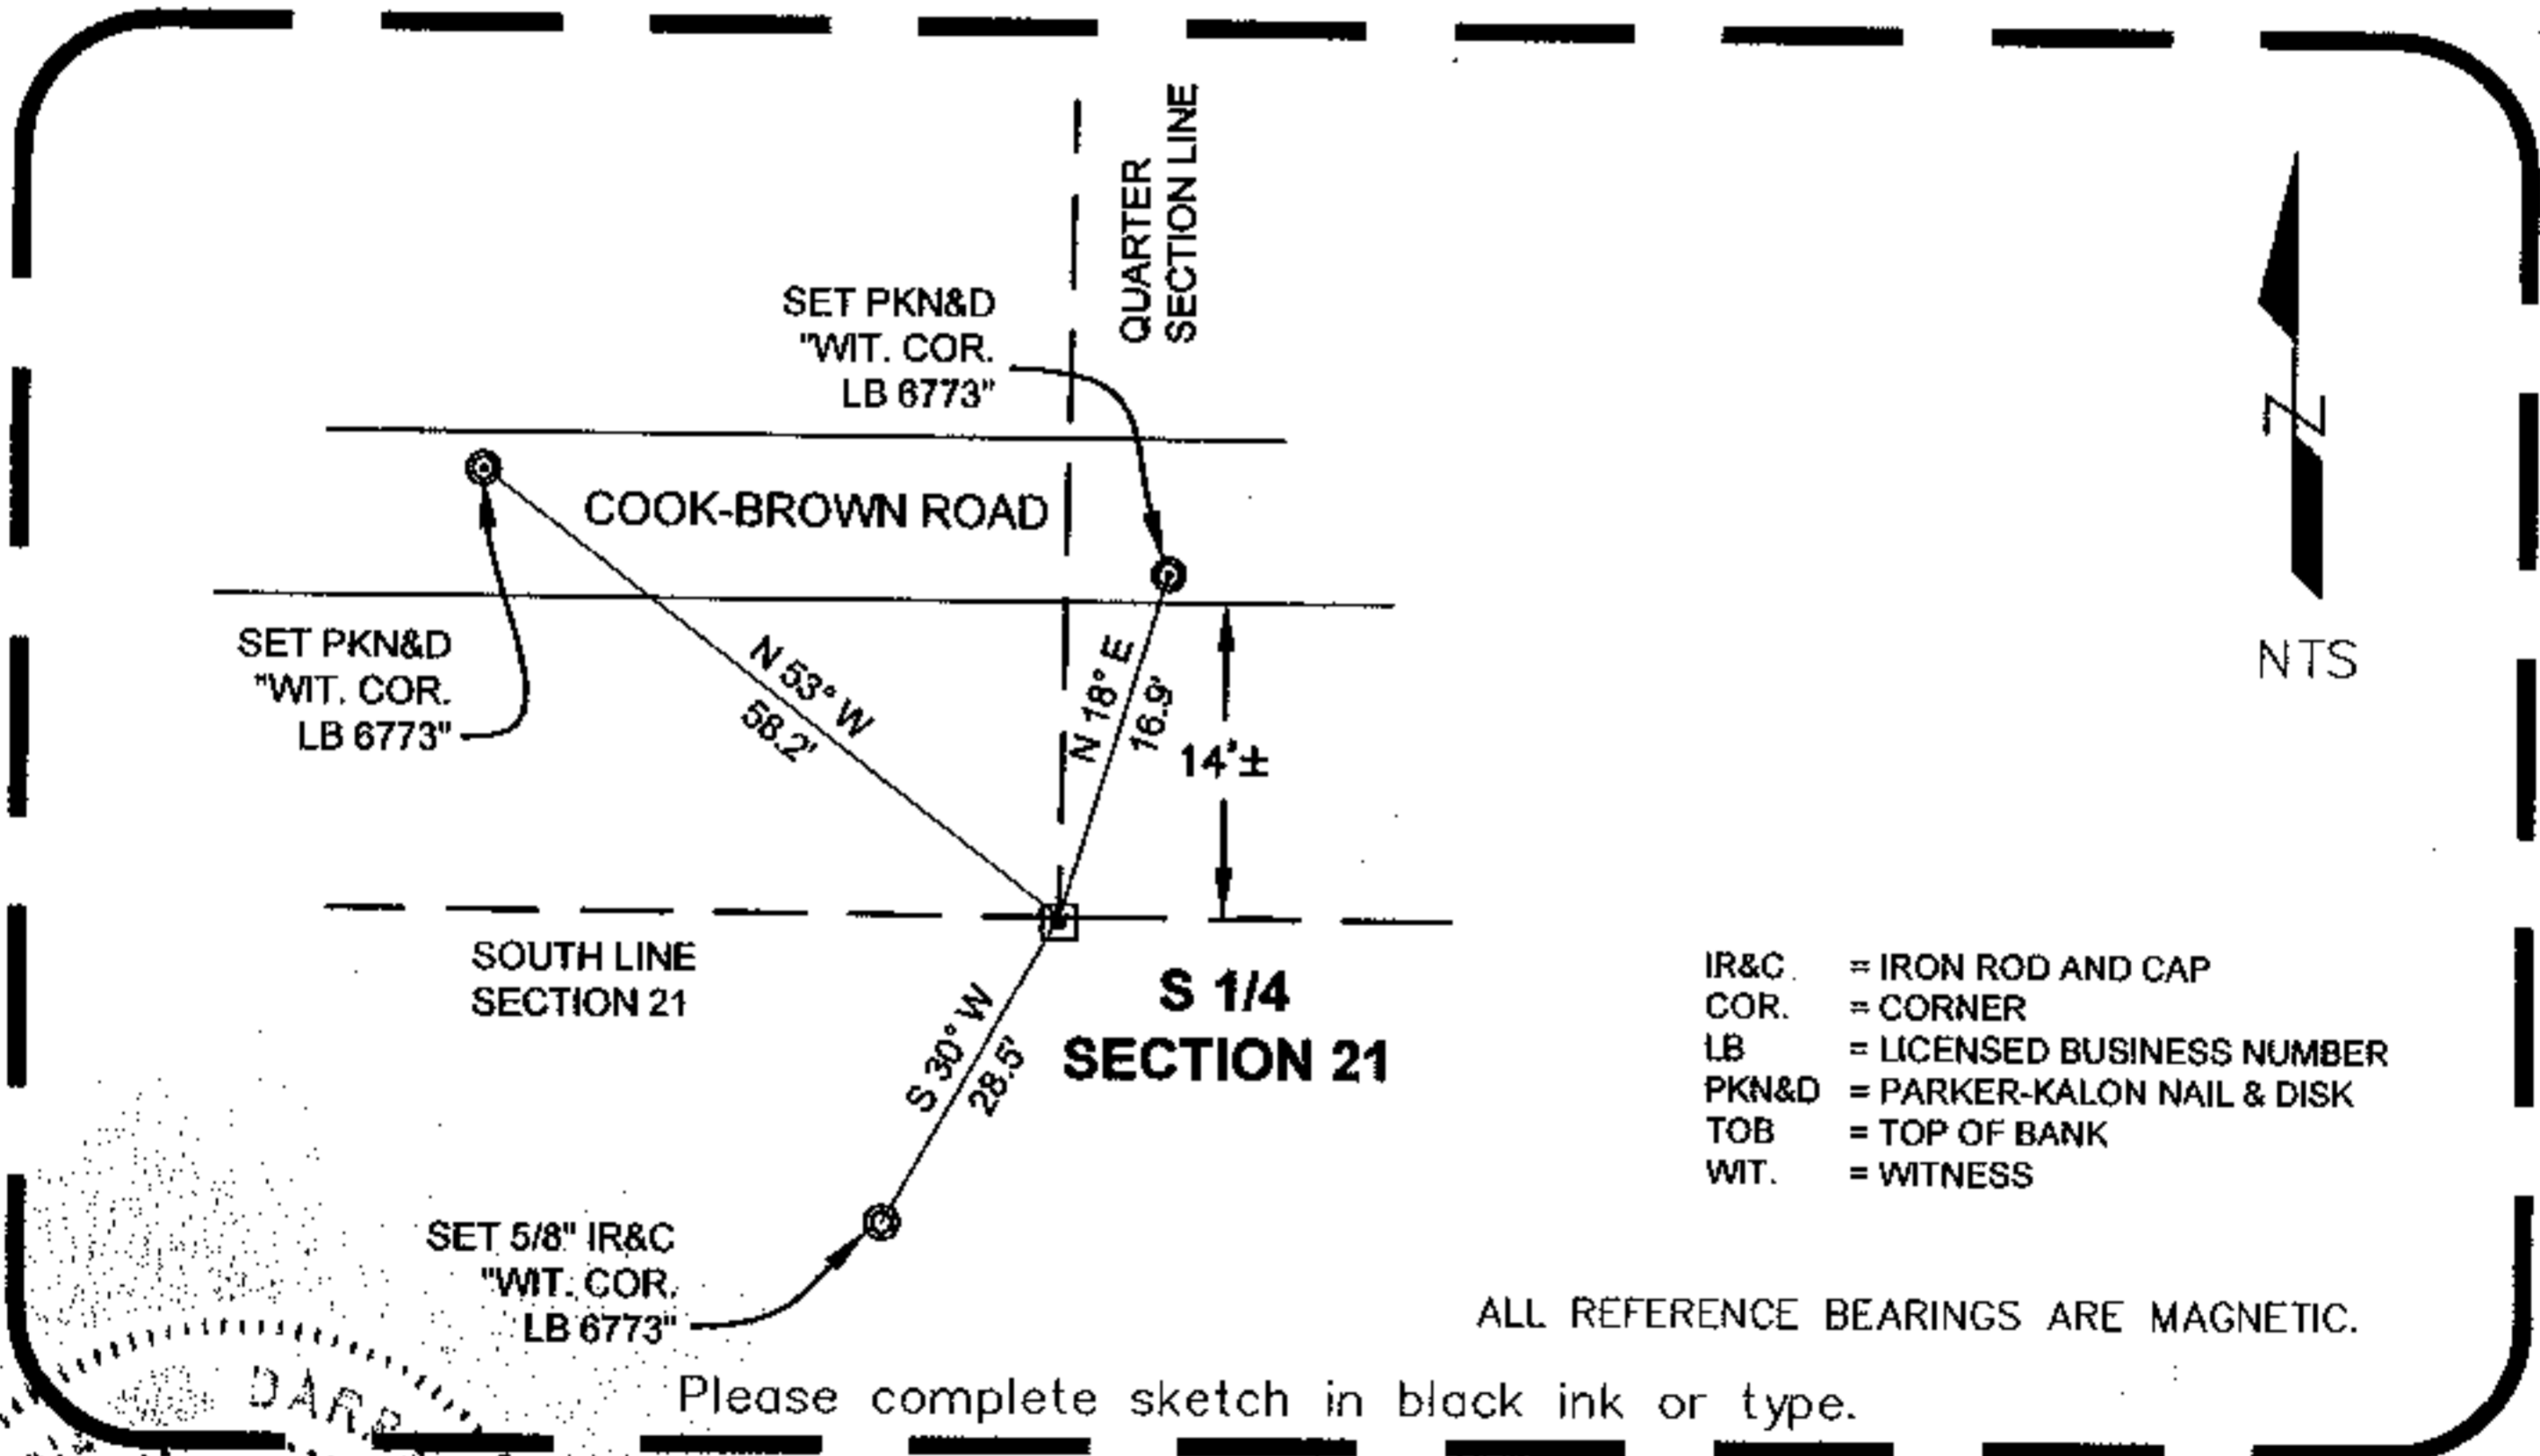 QUARTER
SECTION LINE
SET PKN&D
"WIT. COR.
LB 6773"
COOK-BROWN ROAD
N
NTS
SET PKN&D
"WIT. COR.
LB 6773"
N 53° W
58.2'
N 18° E
16.9'
14'±
SOUTH LINE
SECTION 21
S 1/4
SECTION 21
S 30° W
28.5'
IR&C. = IRON ROD AND CAP
COR. = CORNER
LB = LICENSED BUSINESS NUMBER
PKN&D = PARKER-KALON NAIL & DISK
TOB = TOP OF BANK
WIT. = WITNESS
SET 5/8" IR&C
"WIT. COR.
LB 6773"
ALL REFERENCE BEARINGS ARE MAGNETIC.
Please complete sketch in black ink or type.